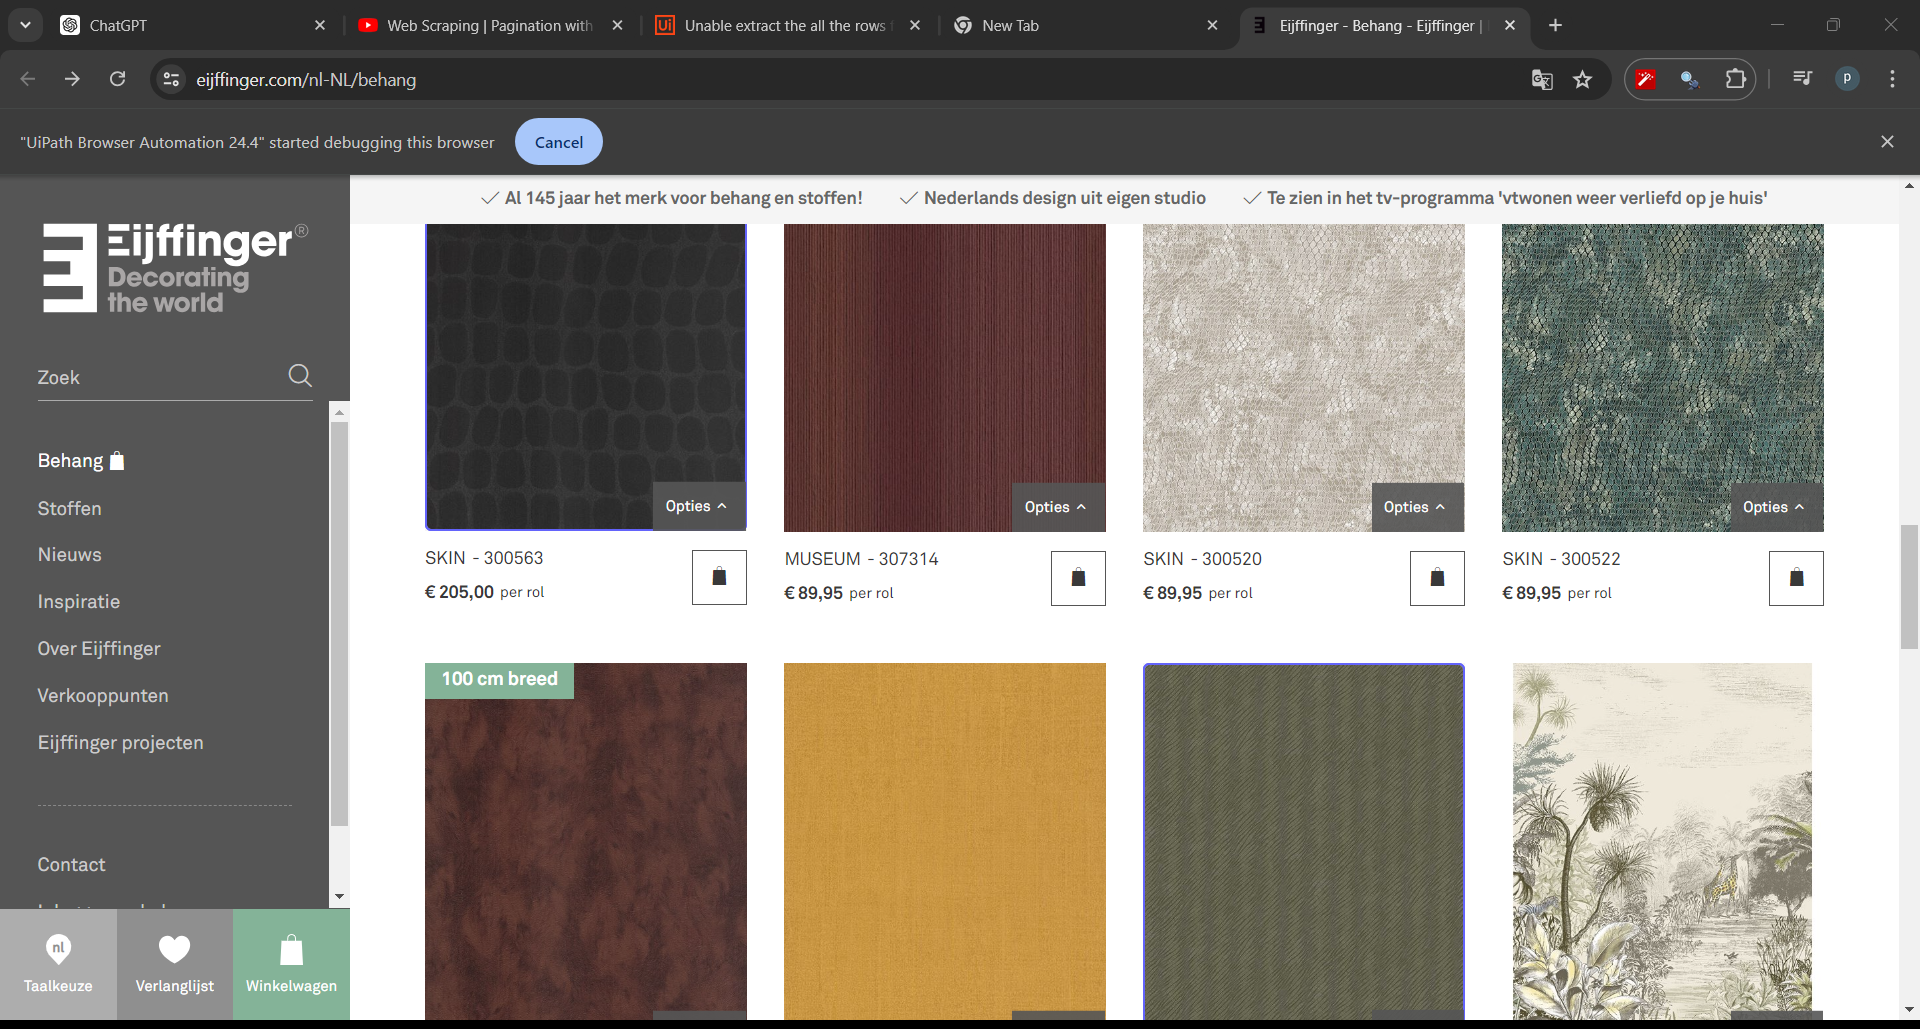 ChatGPT
Web Scraping | Pagination with
Unable extract the all the rows
New Tab
Eijffinger - Behang - Eijffinger |
eijffinger.com/nl-NL/behang
p
"UiPath Browser Automation 24.4" started debugging this browser
Cancel
Al 145 jaar het merk voor behang en stoffen!
Nederlands design uit eigen studio
Te zien in het tv-programma 'vtwonen weer verliefd op je huis'
Eijffinger®
Decorating
the world
Zoek
Behang
Stoffen
Nieuws
Inspiratie
Over Eijffinger
Verkooppunten
Eijffinger projecten
Contact
nl
Taalkeuze
Verlanglijst
Winkelwagen
Opties
Opties
Opties
Opties
SKIN - 300563
€ 205,00 per rol
MUSEUM - 307314
€ 89,95 per rol
SKIN - 300520
€ 89,95 per rol
SKIN - 300522
€ 89,95 per rol
100 cm breed